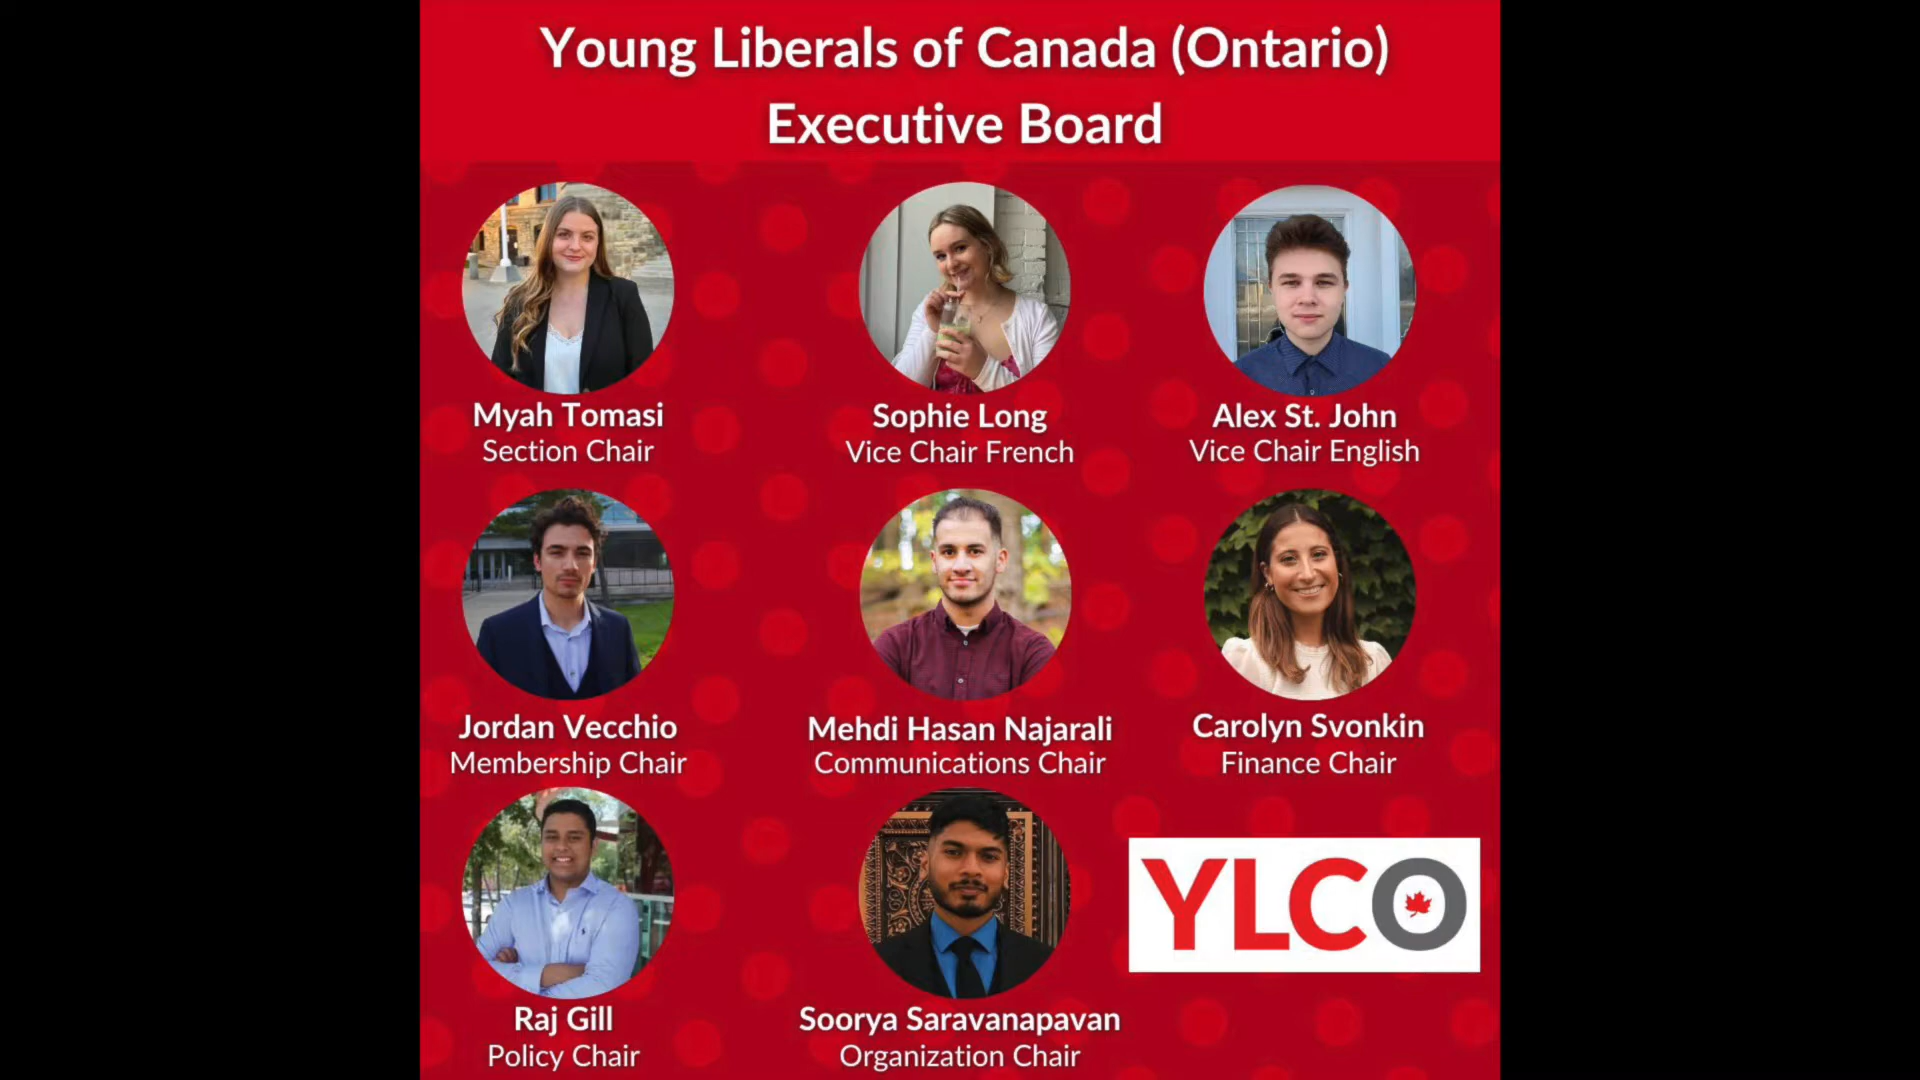 Young Liberals of Canada (Ontario)
Executive Board
Myah Tomasi
Section Chair
Sophie Long
Vice Chair French
Alex St. John
Vice Chair English
Jordan Vecchio
Membership Chair
Mehdi Hasan Najarali
Communications Chair
Carolyn Svonkin
Finance Chair
Raj Gill
Policy Chair
Soorya Saravanapavan
Organization Chair
YLCO